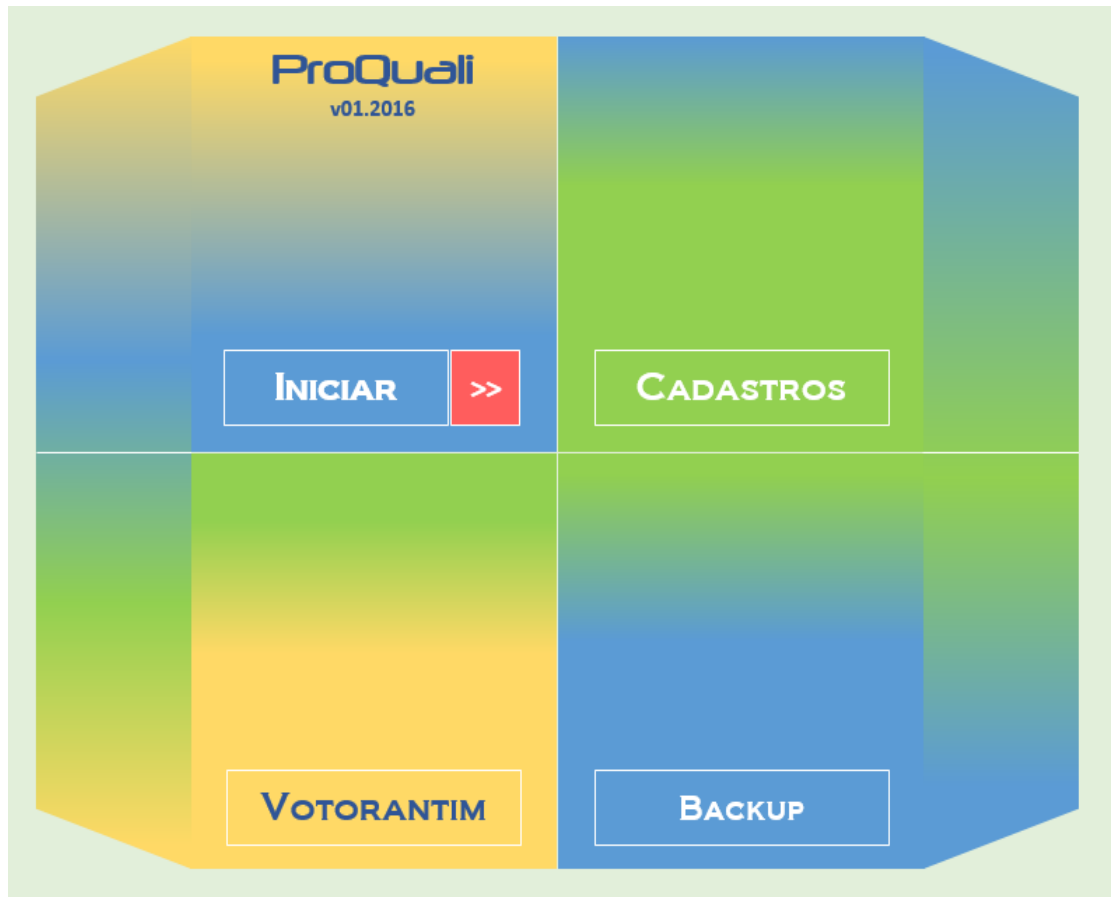 ProQuali
v01.2016
Iniciar >>
Cadastros
Votorantim
Backup